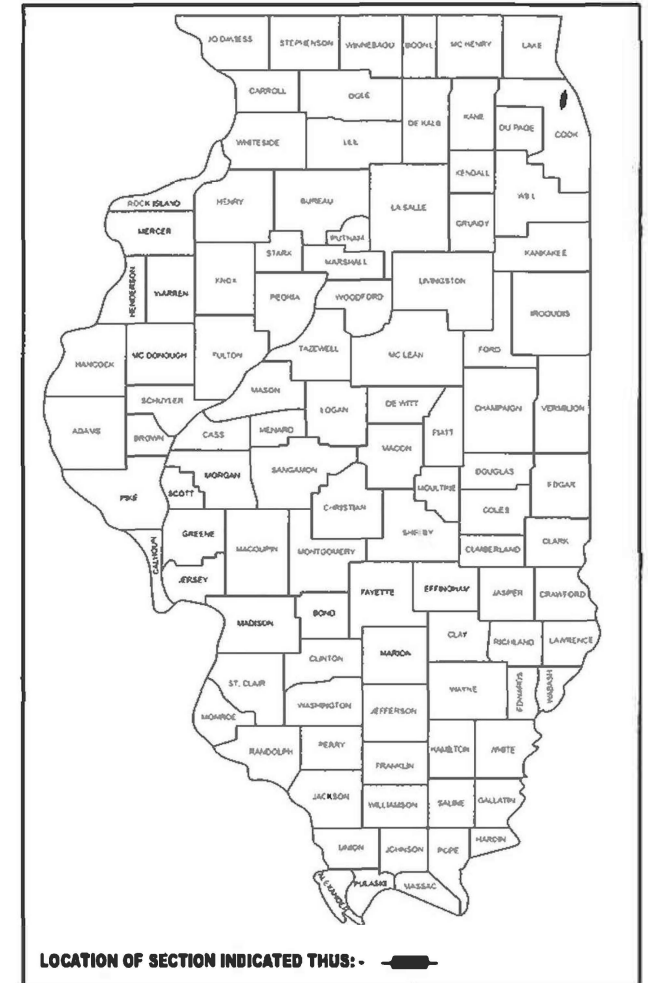 JO DAVIESS STEPHENSON WINNEBAGO BOONE MC HENRY LAKE
CARROLL OGLE DE KALB KANE DU PAGE COOK
WHITESIDE LEE
KENDALL
ROCK ISLAND HENRY BUREAU LA SALLE WILL
MERCER PUTNAM GRUNDY
STARK MARSHALL KANKAKEE
HENDERSON WARREN KNOX PEORIA WOODFORD LIVINGSTON IROQUOIS
HANCOCK MC DONOUGH FULTON TAZEWELL MC LEAN FORD
SCHUYLER MASON LOGAN DE WITT CHAMPAIGN VERMILION
ADAMS BROWN CASS MENARD PIATT
MACON
PIKE SCOTT MORGAN SANGAMON MOULTRIE DOUGLAS EDGAR
CHRISTIAN COLES
CALHOUN GREENE MACOUPIN MONTGOMERY SHELBY CUMBERLAND CLARK
JERSEY FAYETTE EFFINGHAM JASPER CRAWFORD
MADISON BOND
CLAY RICHLAND LAWRENCE
CLINTON MARION
ST. CLAIR WAYNE EDWARDS WABASH
MONROE WASHINGTON JEFFERSON
RANDOLPH PERRY HAMILTON WHITE
FRANKLIN
JACKSON WILLIAMSON SALINE GALLATIN
UNION JOHNSON POPE HARDIN
ALEXANDER PULASKI MASSAC
LOCATION OF SECTION INDICATED THUS: -